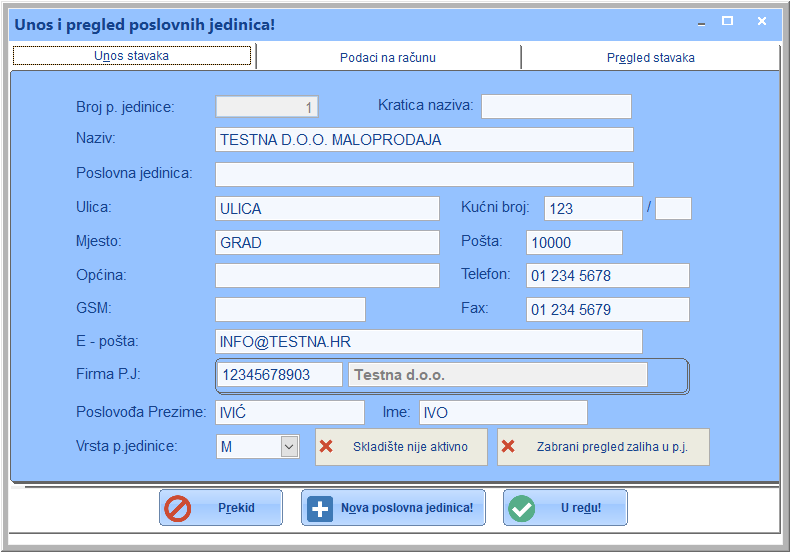 Unos i pregled poslovnih jedinica!
Unos stavaka Podaci na računu Pregled stavaka
Broj p. jedinice: 1 Kratica naziva:
Naziv: TESTNA D.O.O. MALOPRODAJA
Poslovna jedinica:
Ulica: ULICA Kućni broj: 123 /
Mjesto: GRAD Pošta: 10000
Općina: Telefon: 01 234 5678
GSM: Fax: 01 234 5679
E - pošta: INFO@TESTNA.HR
Firma P.J: 12345678903 Testna d.o.o.
Poslovođa Prezime: IVIĆ Ime: IVO
Vrsta p.jedinice: M Skladište nije aktivno Zabrani pregled zaliha u p.j.
Prekid Nova poslovna jedinica! U redu!